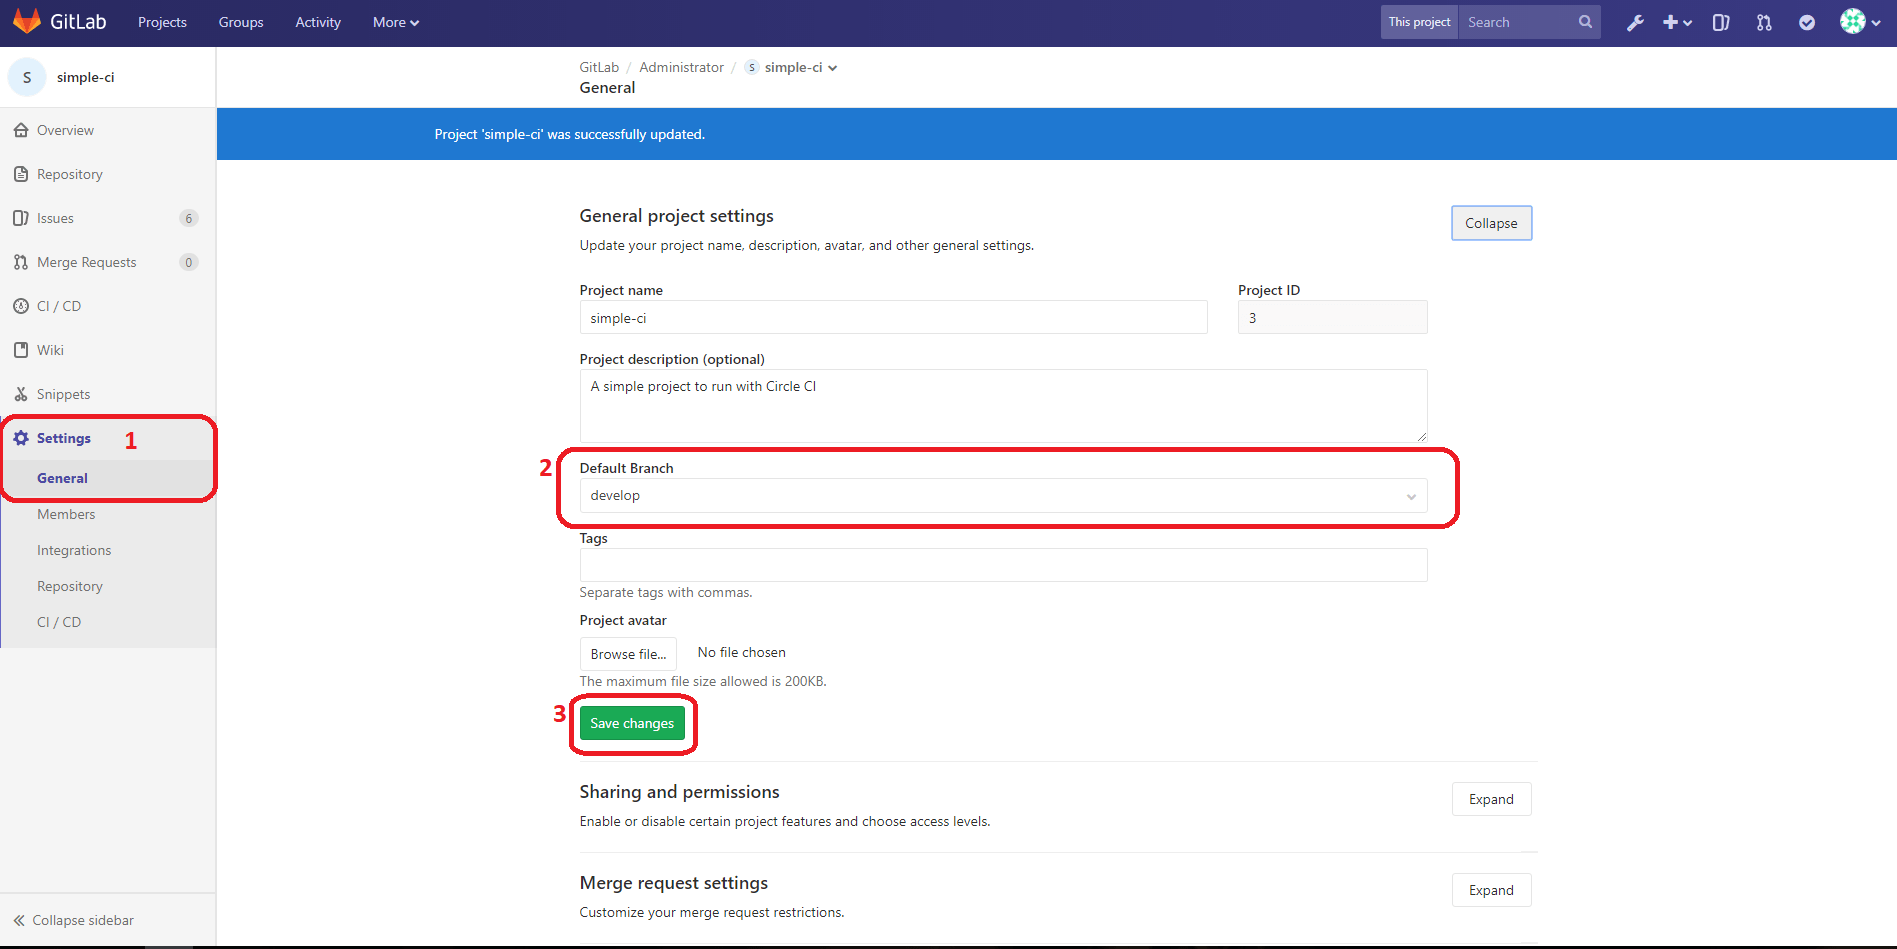 GitLab Projects Groups Activity More This project Search
S simple-ci
Overview
Repository
Issues 6
Merge Requests 0
CI / CD
Wiki
Snippets
Settings 1
General
Members
Integrations
Repository
CI / CD
Collapse sidebar
GitLab / Administrator / S simple-ci
General
Project 'simple-ci' was successfully updated.
General project settings
Collapse
Update your project name, description, avatar, and other general settings.
Project name Project ID
simple-ci 3
Project description (optional)
A simple project to run with Circle CI
2 Default Branch
develop
Tags
Separate tags with commas.
Project avatar
Browse file... No file chosen
The maximum file size allowed is 200KB.
3 Save changes
Sharing and permissions
Expand
Enable or disable certain project features and choose access levels.
Merge request settings
Expand
Customize your merge request restrictions.